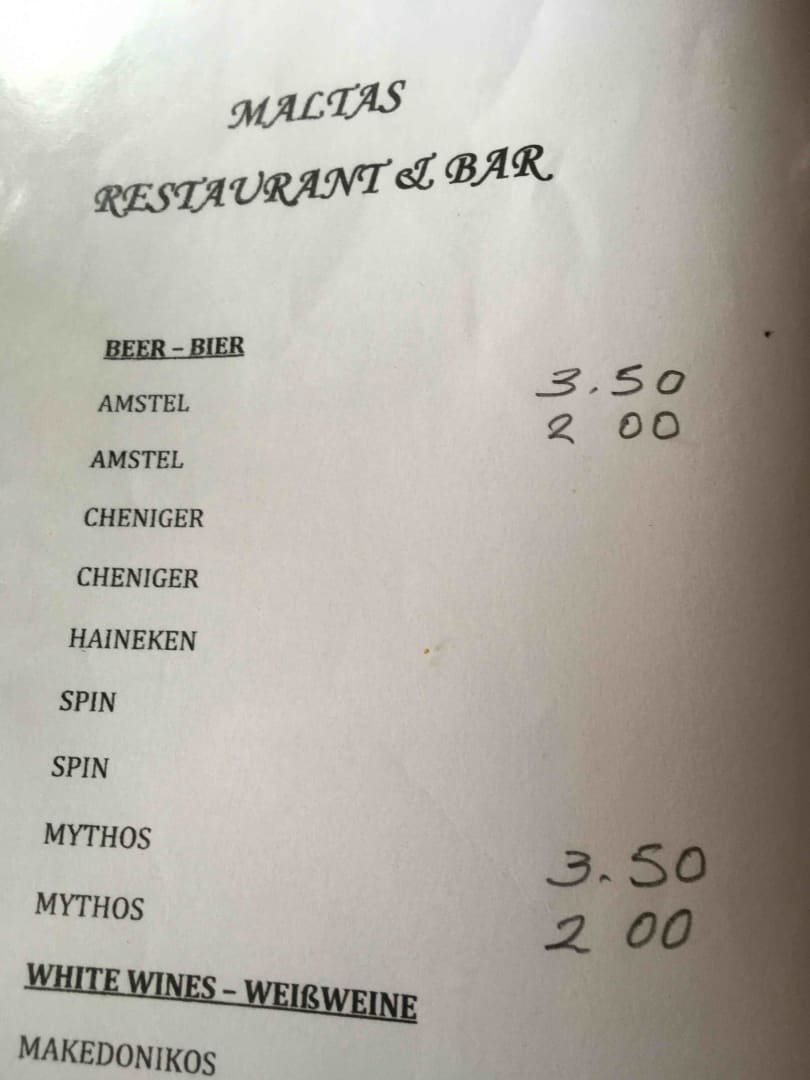 MALTAS
RESTAURANT & BAR
BEER – BIER
AMSTEL 3.50
AMSTEL 2 00
CHENIGER
CHENIGER
HAINEKEN
SPIN
SPIN
MYTHOS 3.50
MYTHOS 2 00
WHITE WINES – WEIßWEINE
MAKEDONIKOS